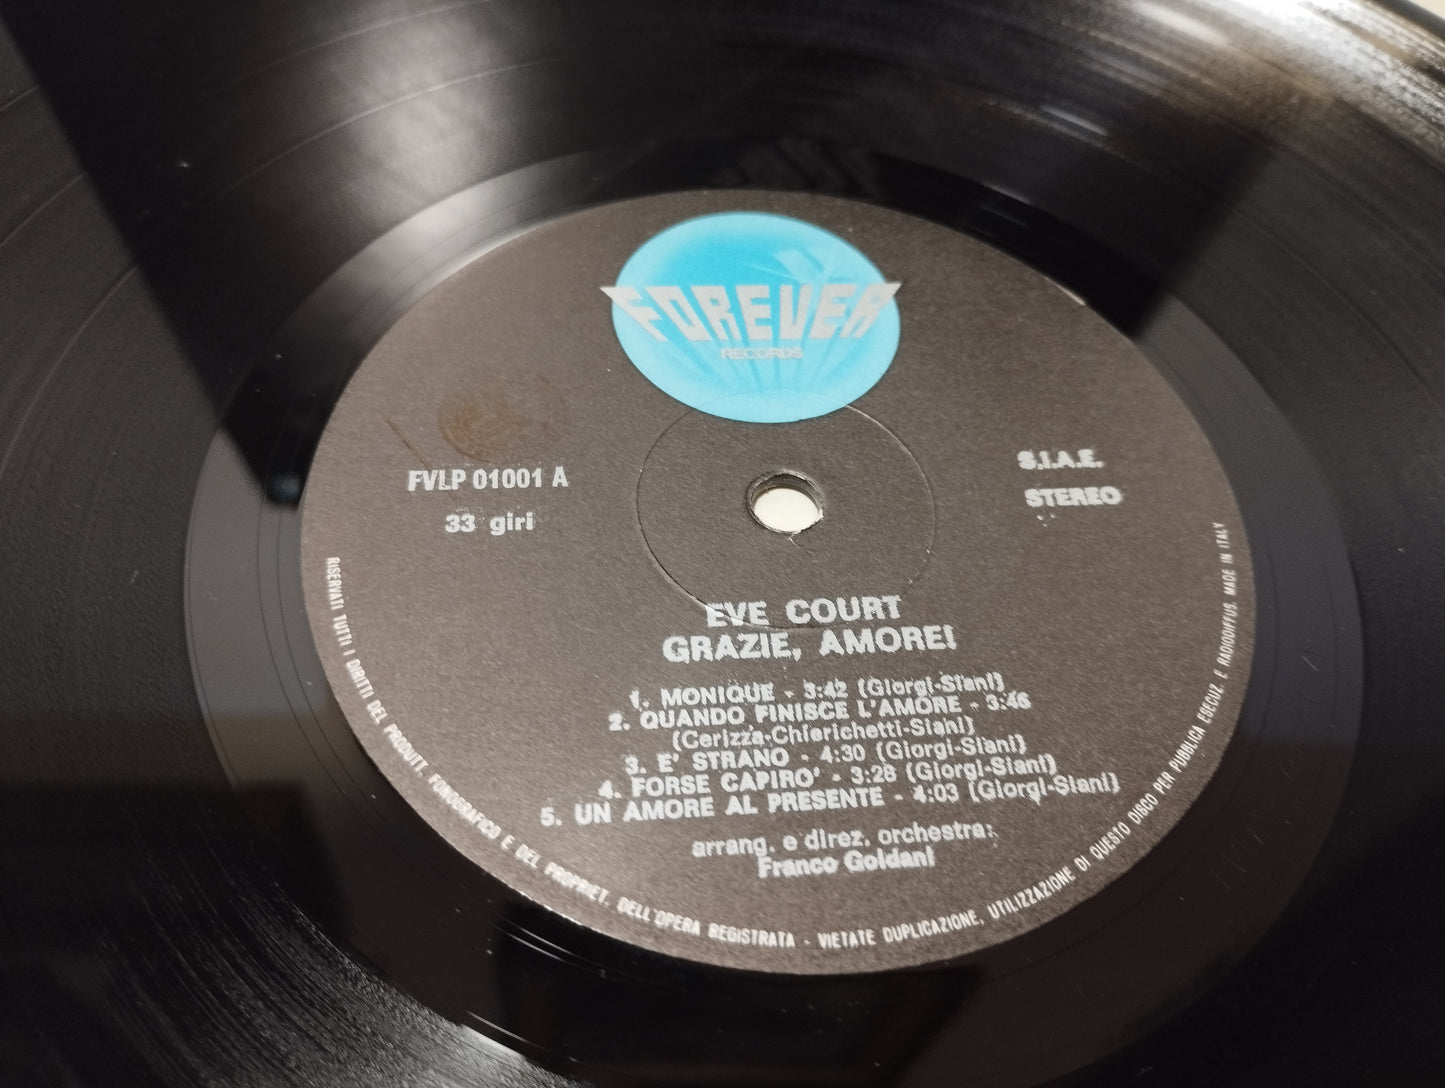 FOREVER
RECORDS
FVLP 01001 A
33 giri
S.I.A.E.
STEREO
EVE COURT
GRAZIE, AMORE!
1. MONIQUE - 3:42 (Giorgi-Siani)
2. QUANDO FINISCE L'AMORE - 3:46
(Cerizza-Chierichetti-Siani)
3. E' STRANO - 4:30 (Giorgi-Siani)
4. FORSE CAPIRO' - 3:28 (Giorgi-Siani)
5. UN AMORE AL PRESENTE - 4:03 (Giorgi-Siani)
arrang. e direz. orchestra:
Franco Goldani
RISERVATI TUTTI I DIRITTI DEL PRODUTT. FONOGRAFICO E DEL PROPRIET. DELL'OPERA REGISTRATA - VIETATE DUPLICAZIONE, UTILIZZAZIONE DI QUESTO DISCO PER PUBBLICA ESECUZ. E RADIODIFFUS. MADE IN ITALY